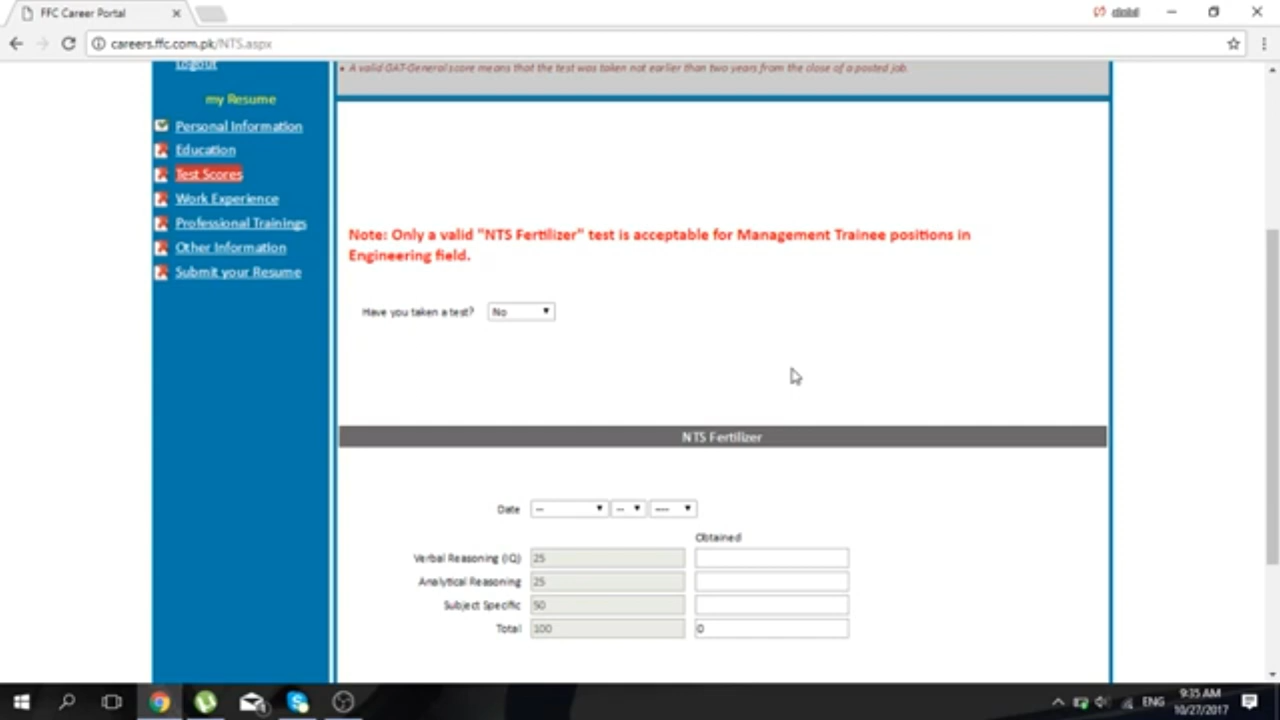 FFC Career Portal
careers.ffc.com.pk/NTS.aspx
Logout
• A valid GAT-General score means that the test was taken not earlier than two years from the close of a posted job.
my Resume
Personal Information
Education
Test Scores
Work Experience
Professional Trainings
Other Information
Submit your Resume
Note: Only a valid "NTS Fertilizer" test is acceptable for Management Trainee positions in
Engineering field.
Have you taken a test? No
NTS Fertilizer
Date -- -- ----
Obtained
Verbal Reasoning (IQ) 25
Analytical Reasoning 25
Subject Specific 50
Total 100 0
ENG
9:35 AM
10/27/2017